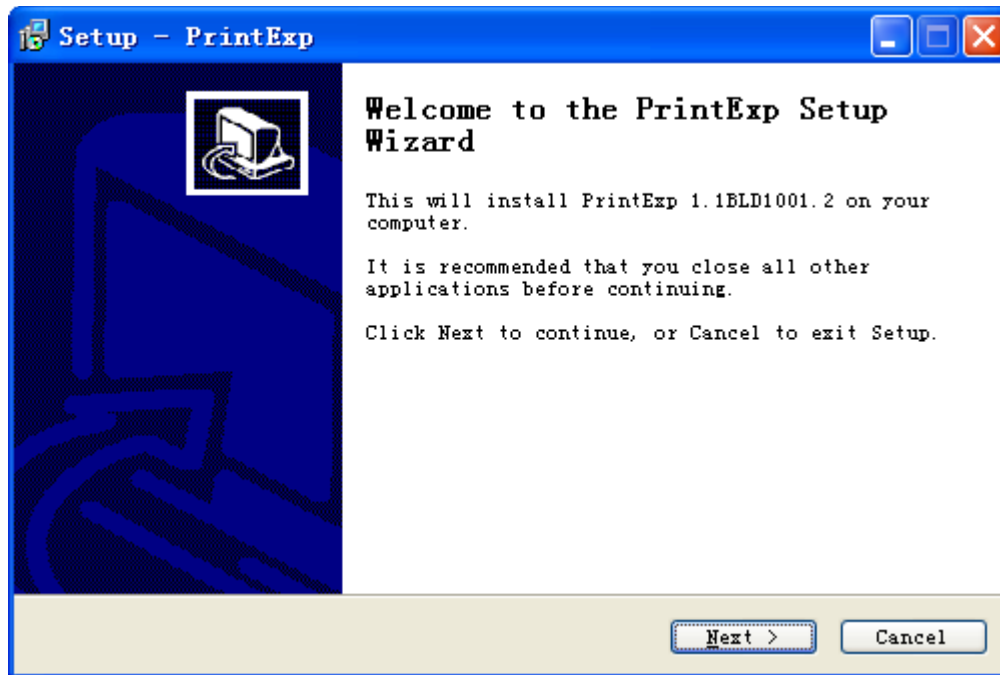 Setup - PrintExp
Welcome to the PrintExp Setup
Wizard
This will install PrintExp 1.1BLD1001.2 on your
computer.
It is recommended that you close all other
applications before continuing.
Click Next to continue, or Cancel to exit Setup.
Next >
Cancel